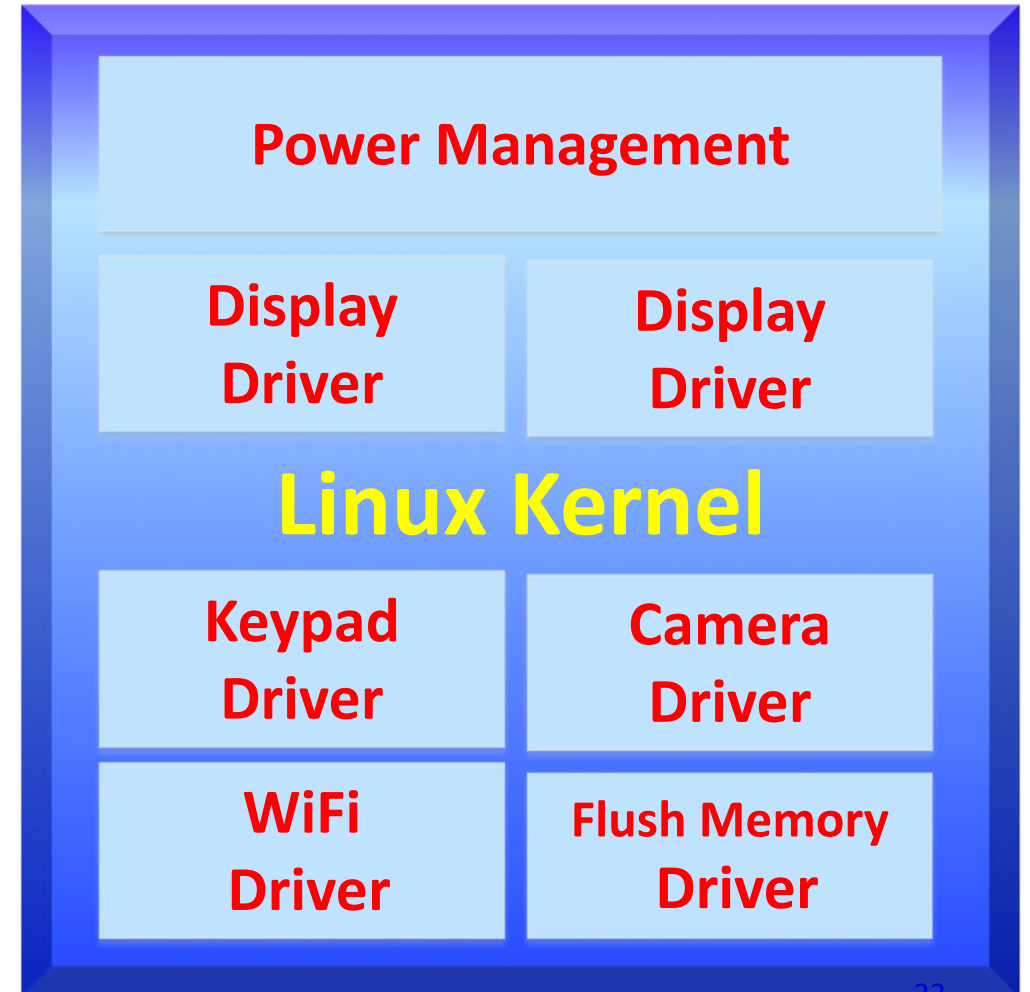 Power Management
Display
Driver
Display
Driver
Linux Kernel
Keypad
Driver
Camera
Driver
WiFi
Driver
Flush Memory
Driver